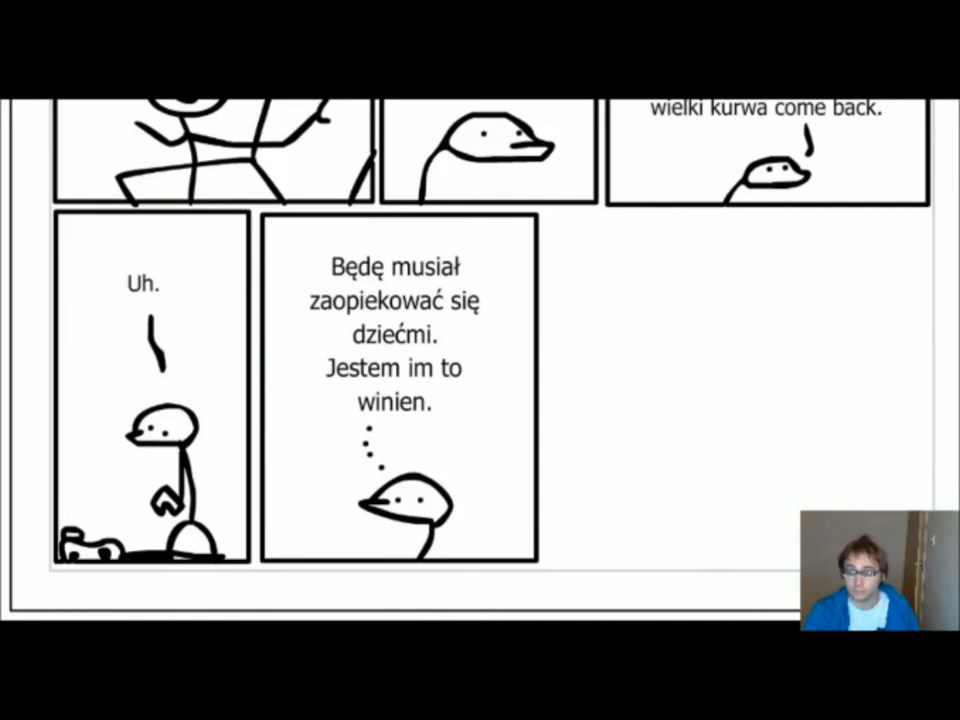 wielki kurwa come back.
Uh.
Będę musiał
zaopiekować się
dziećmi.
Jestem im to
winien.